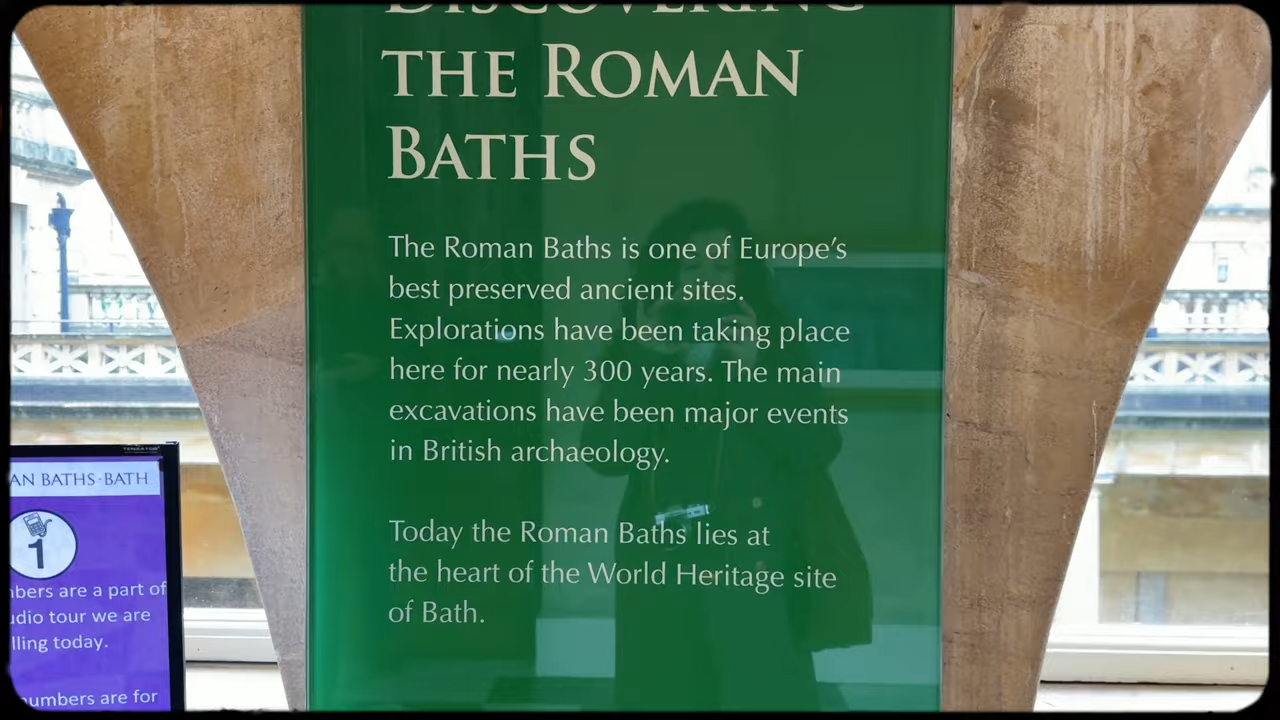 DISCOVERING
THE ROMAN
BATHS
The Roman Baths is one of Europe’s
best preserved ancient sites.
Explorations have been taking place
here for nearly 300 years. The main
excavations have been major events
in British archaeology.
Today the Roman Baths lies at
the heart of the World Heritage site
of Bath.
AN BATHS·BATH
1
nbers are a part of
udio tour we are
lling today.
numbers are for